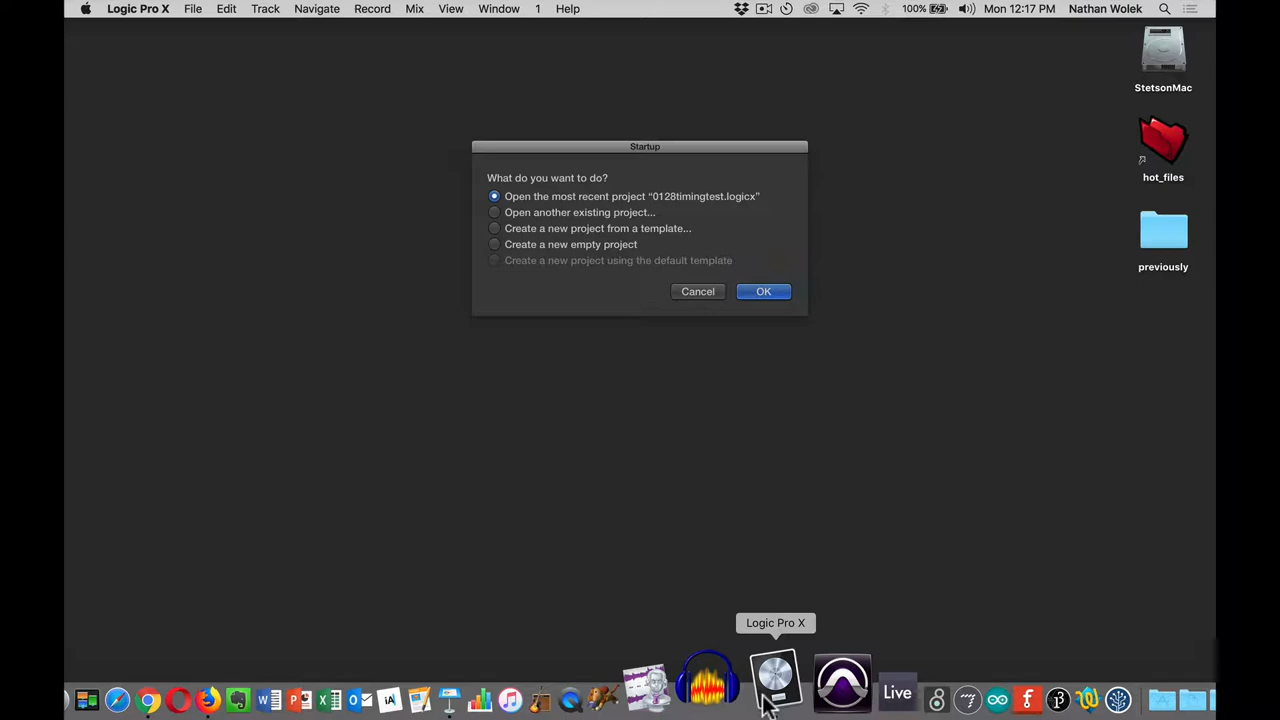 Logic Pro X File Edit Track Navigate Record Mix View Window 1 Help 100% Mon 12:17 PM Nathan Wolek
StetsonMac
hot_files
previously
Startup
What do you want to do?
Open the most recent project “0128timingtest.logicx”
Open another existing project...
Create a new project from a template...
Create a new empty project
Create a new project using the default template
Cancel OK
Logic Pro X
iA
Live